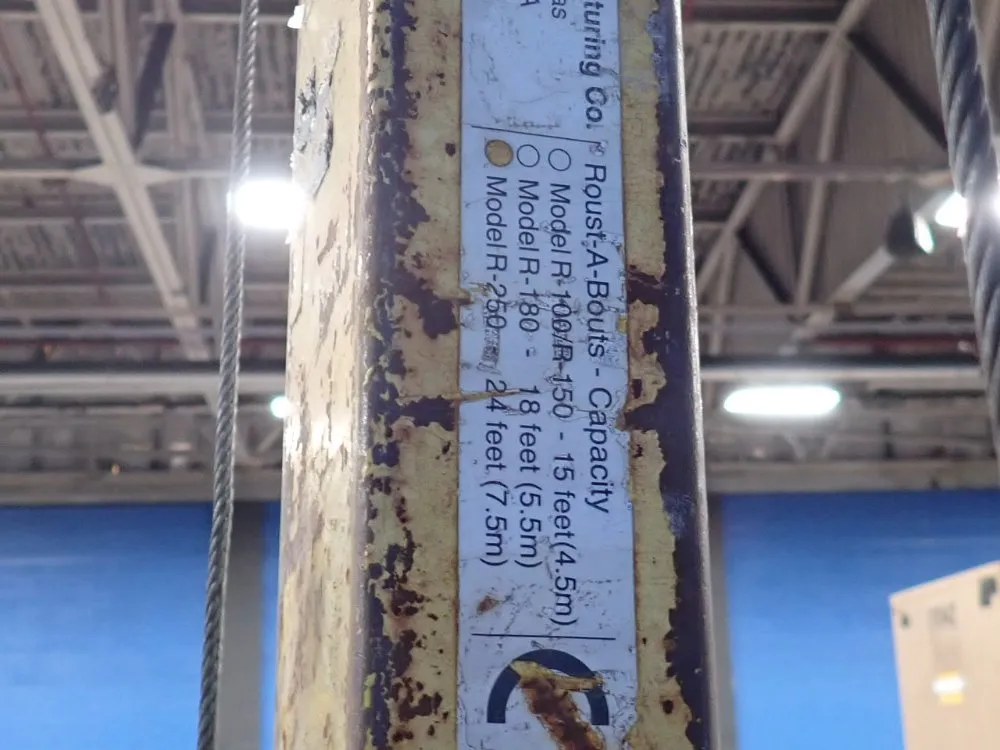 turing Co.
as
A
Roust-A-Bouts - Capacity
Model R-100/R-150 - 15 feet (4.5m)
Model R-180 - 18 feet (5.5m)
Model R-250 24 feet (7.5m)